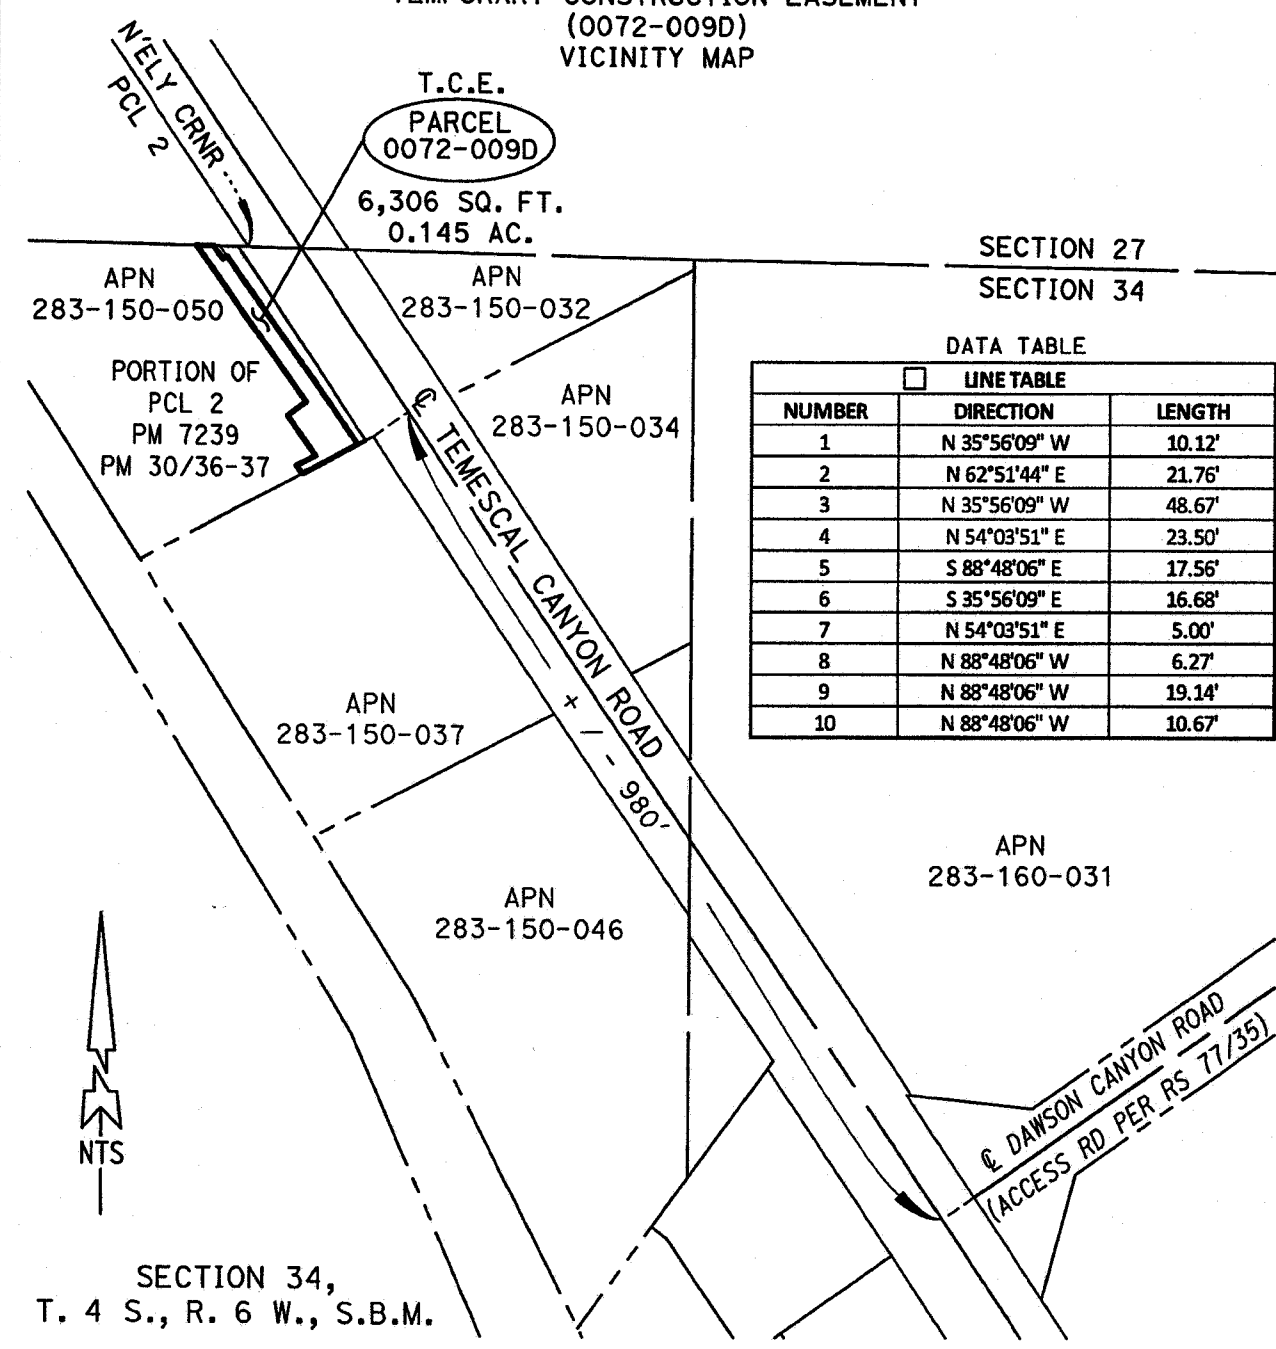 TEMPORARY CONSTRUCTION EASEMENT
(0072-009D)
VICINITY MAP
N'ELY CRNR
PCL 2
T.C.E.
PARCEL
0072-009D
6,306 SQ. FT.
0.145 AC.
SECTION 27
SECTION 34
APN
283-150-050
APN
283-150-032
PORTION OF
PCL 2
PM 7239
PM 30/36-37
APN
283-150-034
℄ TEMESCAL CANYON ROAD
+ / - 980'
DATA TABLE
LINE TABLE
NUMBER DIRECTION LENGTH
1 N 35°56'09" W 10.12'
2 N 62°51'44" E 21.76'
3 N 35°56'09" W 48.67'
4 N 54°03'51" E 23.50'
5 S 88°48'06" E 17.56'
6 S 35°56'09" E 16.68'
7 N 54°03'51" E 5.00'
8 N 88°48'06" W 6.27'
9 N 88°48'06" W 19.14'
10 N 88°48'06" W 10.67'
APN
283-150-037
APN
283-160-031
APN
283-150-046
℄ DAWSON CANYON ROAD
(ACCESS RD PER RS 77/35)
NTS
SECTION 34,
T. 4 S., R. 6 W., S.B.M.